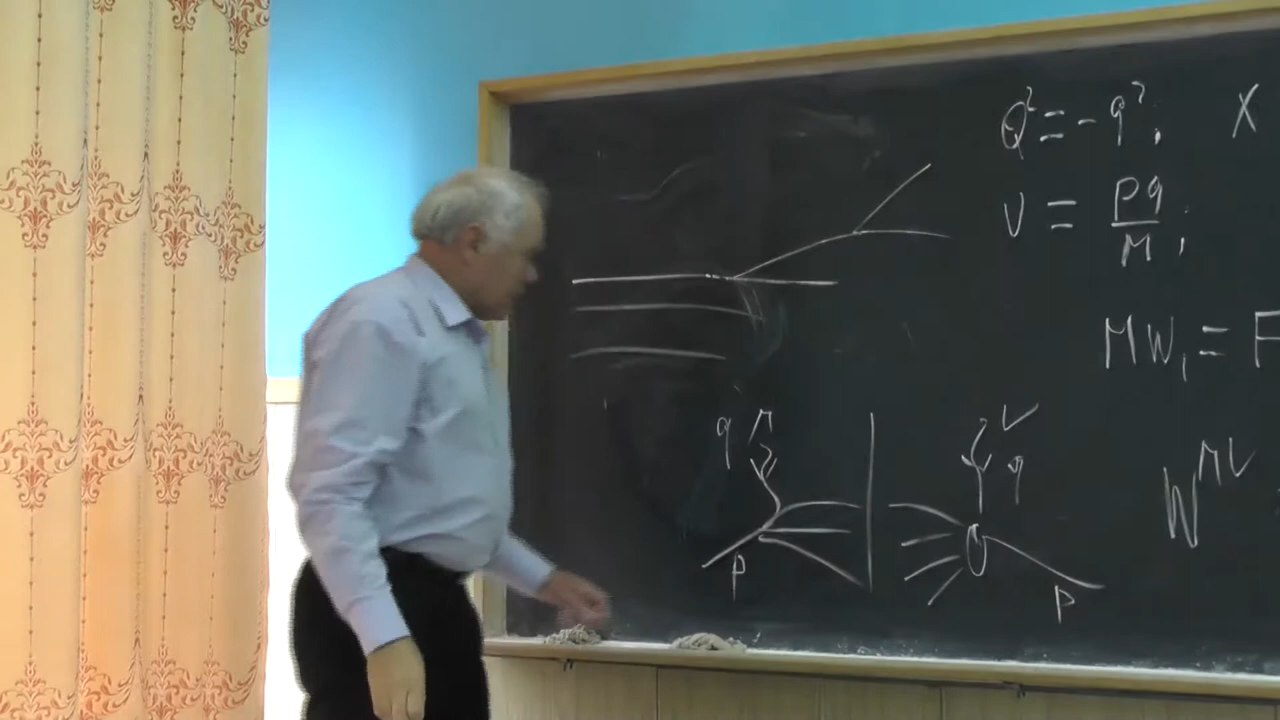 Q² = - q²; X
ν = pq/M;
MW₁ = F
q μ ν q
W^μν
p p